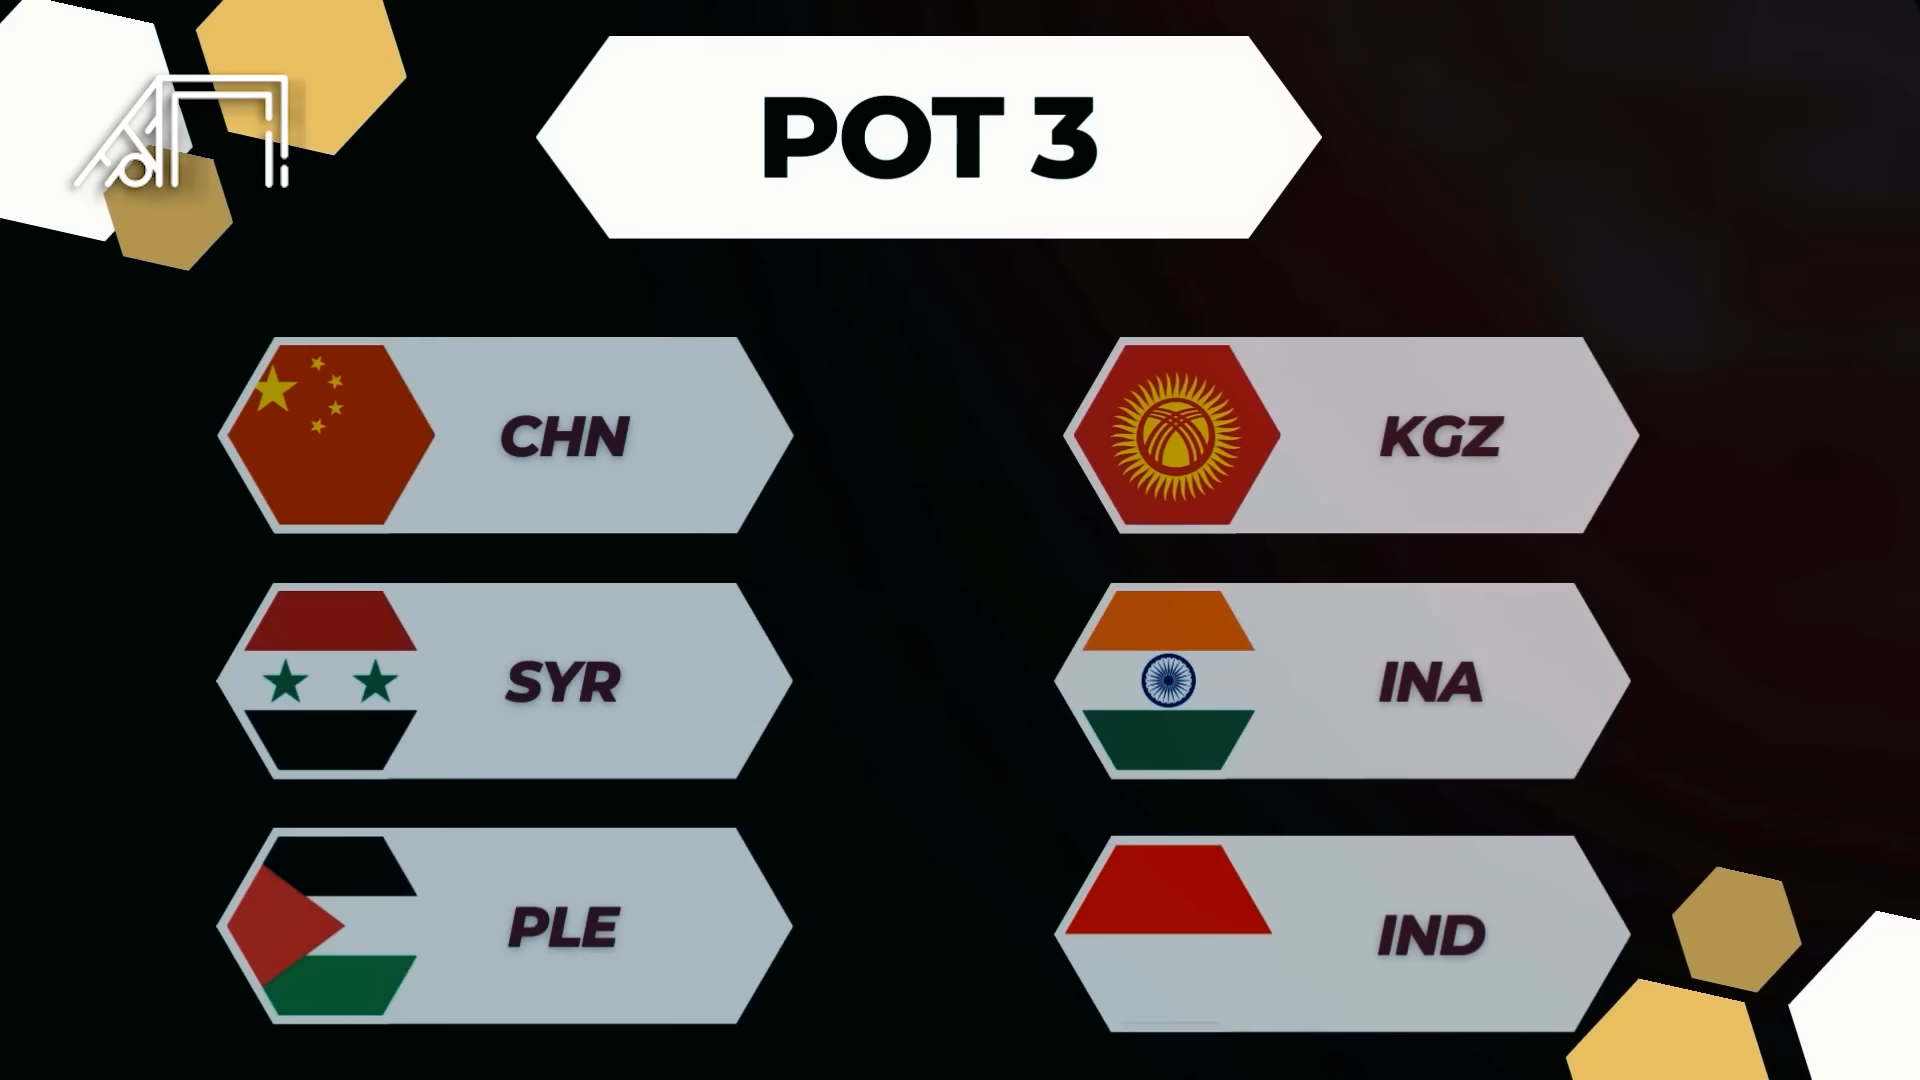 POT 3
CHN
KGZ
SYR
INA
PLE
IND